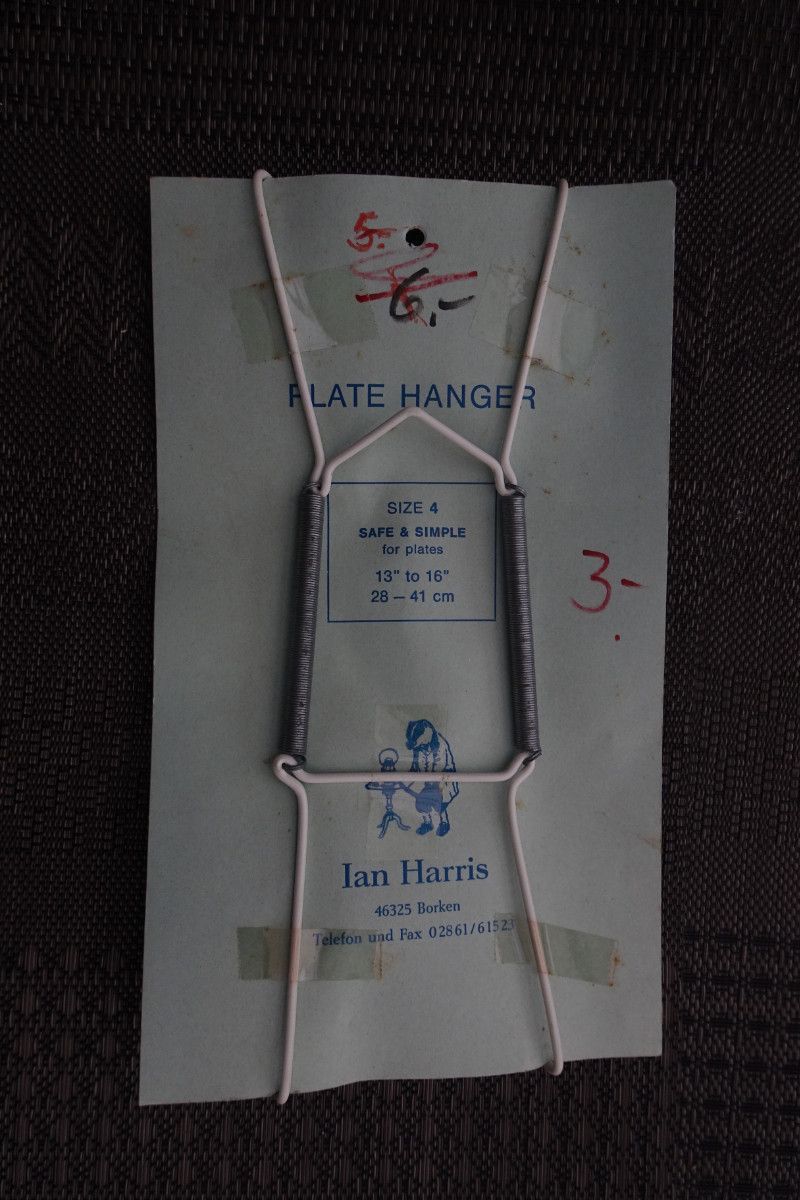 5.-
6,-
PLATE HANGER
SIZE 4
SAFE & SIMPLE
for plates
13" to 16"
28 – 41 cm
3.-
Ian Harris
46325 Borken
Telefon und Fax 02861/61523